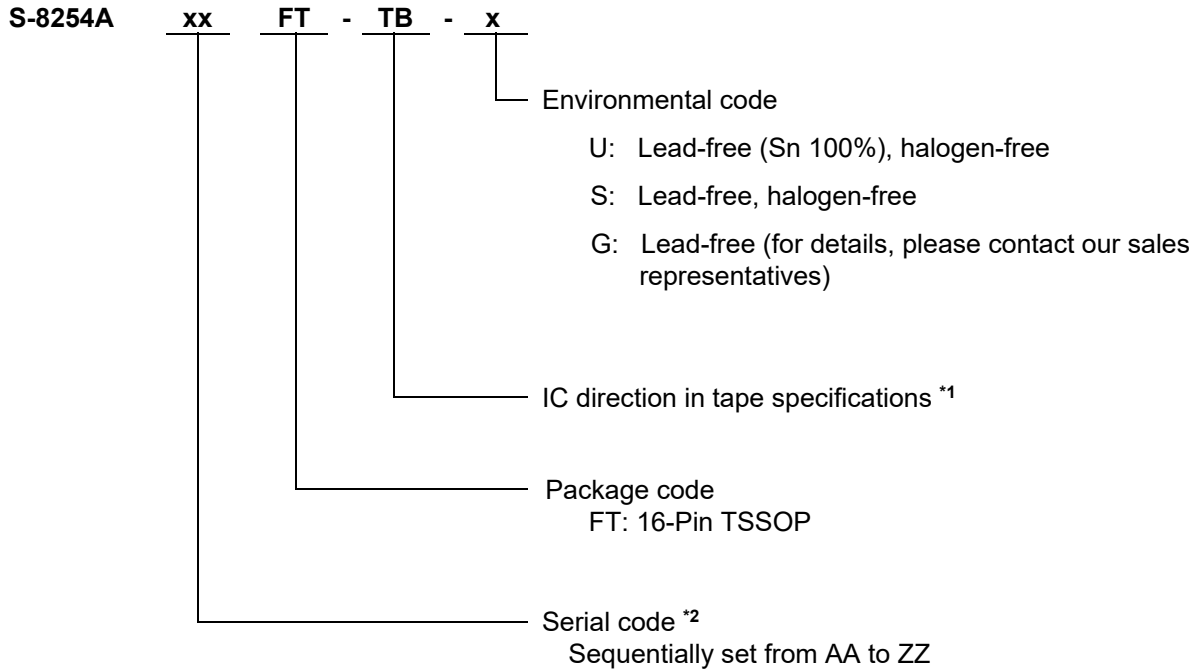 S-8254A xx FT - TB - x
Environmental code
U: Lead-free (Sn 100%), halogen-free
S: Lead-free, halogen-free
G: Lead-free (for details, please contact our sales
representatives)
IC direction in tape specifications *1
Package code
FT: 16-Pin TSSOP
Serial code *2
Sequentially set from AA to ZZ